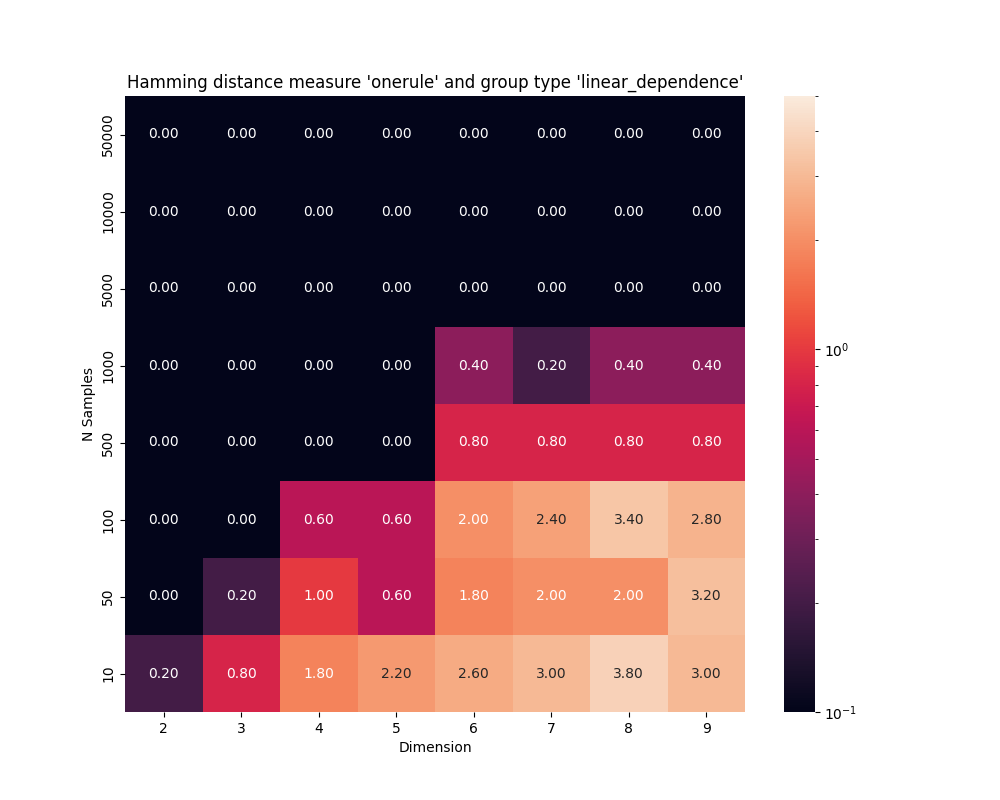 Hamming distance measure 'onerule' and group type 'linear_dependence'
N Samples
50000 0.00 0.00 0.00 0.00 0.00 0.00 0.00 0.00
10000 0.00 0.00 0.00 0.00 0.00 0.00 0.00 0.00
5000 0.00 0.00 0.00 0.00 0.00 0.00 0.00 0.00
1000 0.00 0.00 0.00 0.00 0.40 0.20 0.40 0.40
500 0.00 0.00 0.00 0.00 0.80 0.80 0.80 0.80
100 0.00 0.00 0.60 0.60 2.00 2.40 3.40 2.80
50 0.00 0.20 1.00 0.60 1.80 2.00 2.00 3.20
10 0.20 0.80 1.80 2.20 2.60 3.00 3.80 3.00
2 3 4 5 6 7 8 9
Dimension
10⁰
10⁻¹